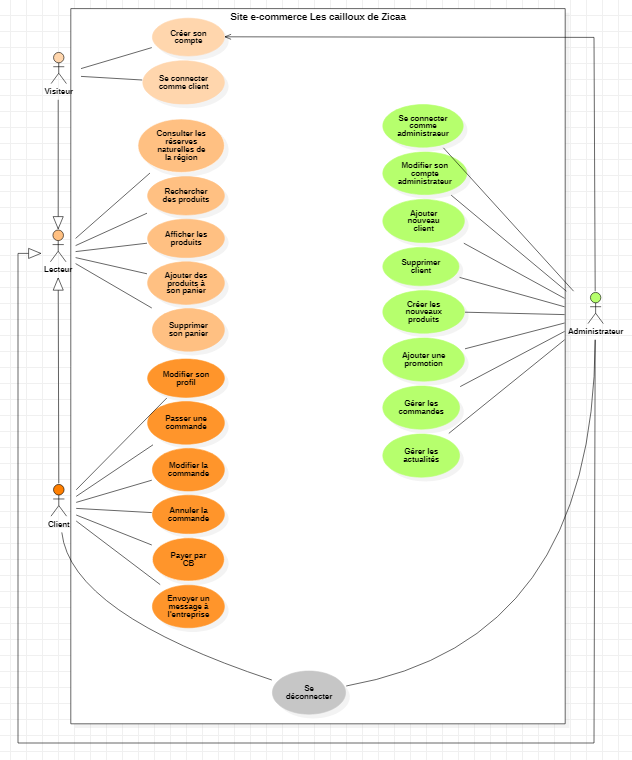 Site e-commerce Les cailloux de Zicaa
Créer son
compte
Visiteur
Se connecter
comme client
Consulter les
réserves
naturelles de
la région
Rechercher
des produits
Afficher les
produits
Lecteur
Ajouter des
produits à
son panier
Supprimer
son panier
Modifier son
profil
Passer une
commande
Modifier la
commande
Client
Annuler la
commande
Payer par
CB
Envoyer un
message à
l'entreprise
Se connecter
comme
administraeur
Modifier son
compte
administrateur
Ajouter
nouveau
client
Supprimer
client
Créer les
nouveaux
produits
Administrateur
Ajouter une
promotion
Gérer les
commandes
Gérer les
actualités
Se
déconnecter